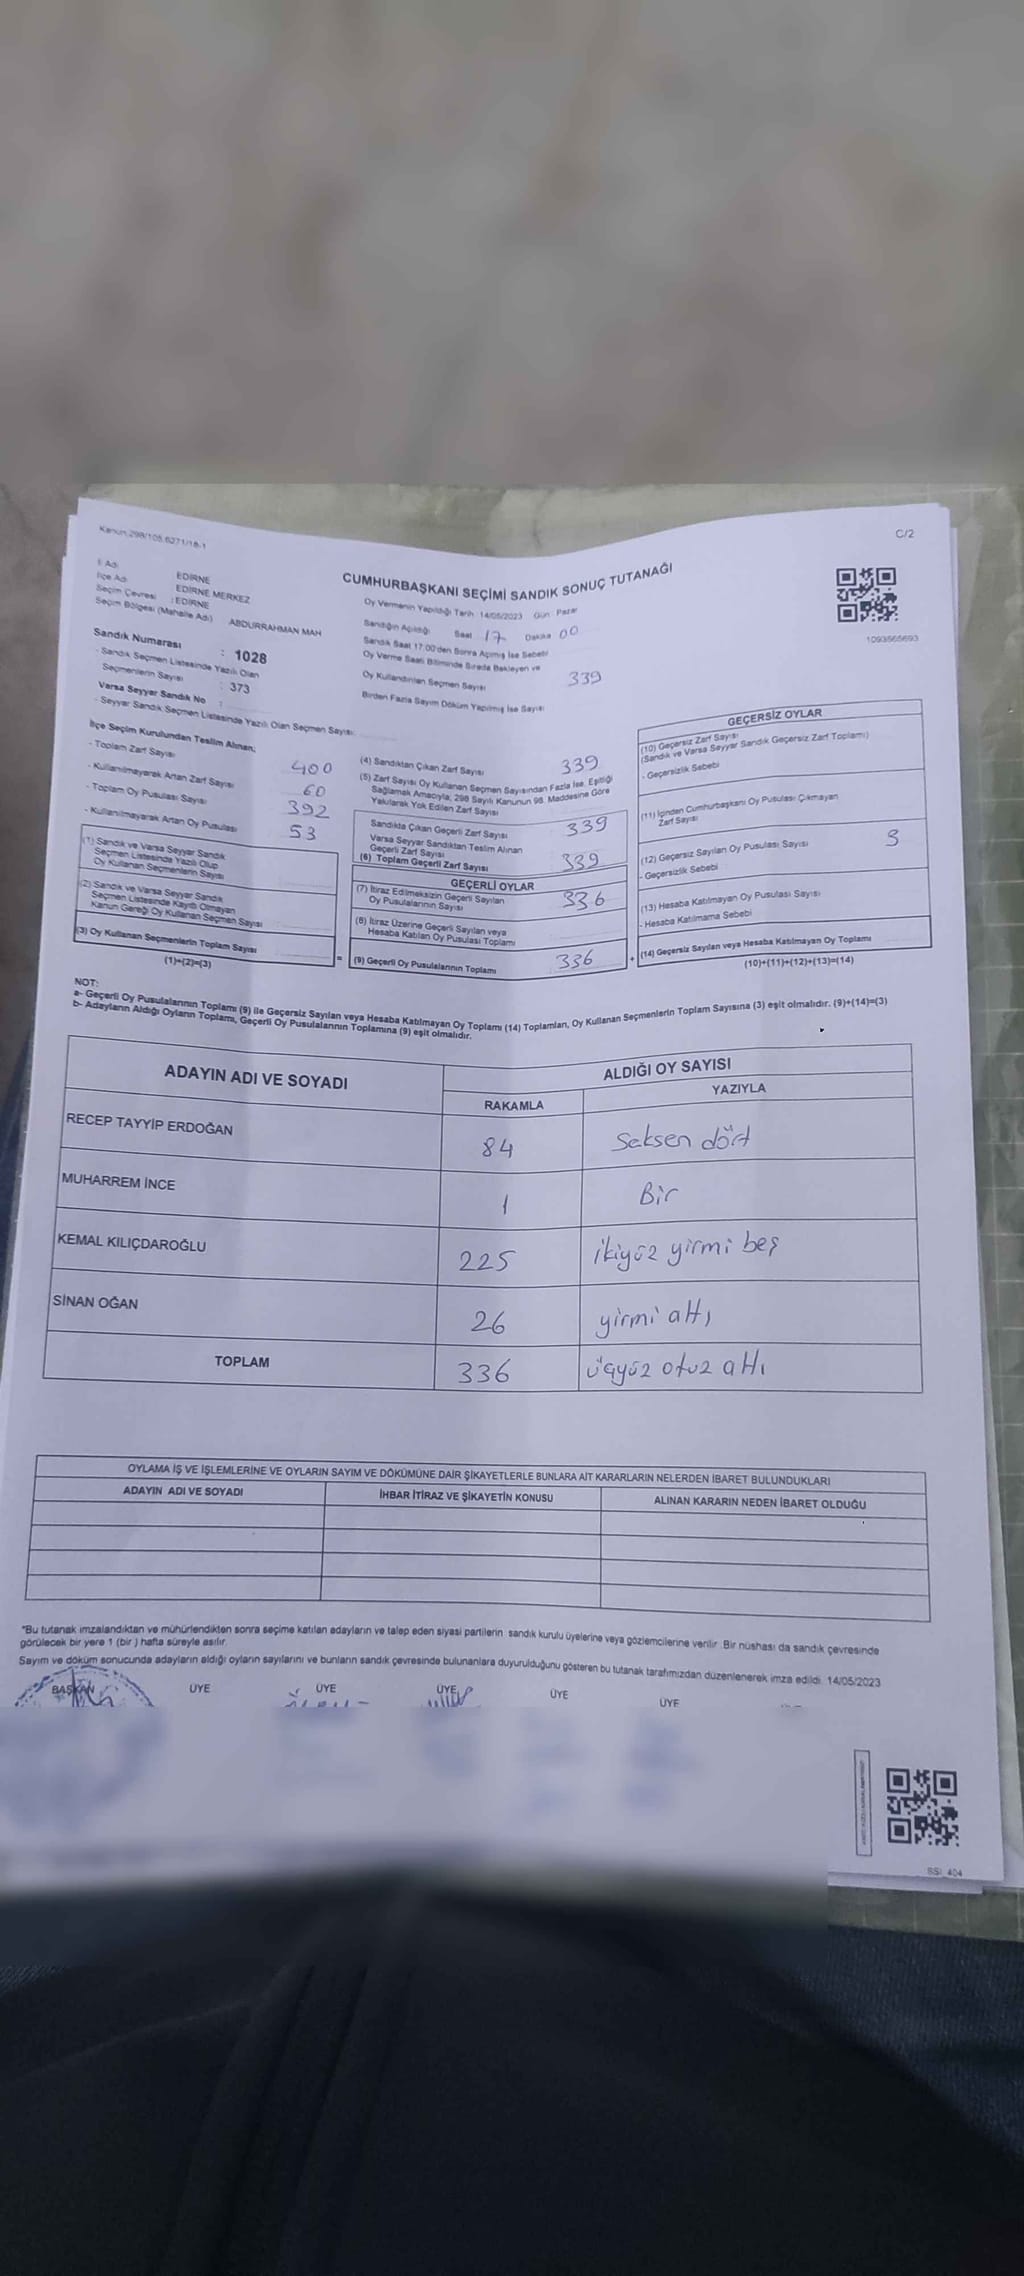 Kanun 298/105.6271/18-1
C/2
İl Adı EDİRNE
İlçe Adı EDİRNE MERKEZ
Seçim Çevresi : EDİRNE
Seçim Bölgesi (Mahalle Adı) ABDURRAHMAN MAH
CUMHURBAŞKANI SEÇİMİ SANDIK SONUÇ TUTANAĞI
Oy Vermenin Yapıldığı Tarih : 14/05/2023 Gün : Pazar
Sandığın Açıldığı Saat 17 Dakika 00
Sandık Saat 17:00'den Sonra Açılmış İse Sebebi
Oy Verme Saati Bitiminde Sırada Bekleyen ve
Oy Kullandırılan Seçmen Sayısı 339
Birden Fazla Sayım Döküm Yapılmış İse Sayısı
1093565693
Sandık Numarası : 1028
- Sandık Seçmen Listesinde Yazılı Olan
Seçmenlerin Sayısı : 373
Varsa Seyyar Sandık No :
- Seyyar Sandık Seçmen Listesinde Yazılı Olan Seçmen Sayısı:
İlçe Seçim Kurulundan Teslim Alınan;
- Toplam Zarf Sayısı 400
- Kullanılmayarak Artan Zarf Sayısı 60
- Toplam Oy Pusulası Sayısı 392
- Kullanılmayarak Artan Oy Pusulası 53
(1) Sandık ve Varsa Seyyar Sandık
Seçmen Listesinde Yazılı Olup
Oy Kullanan Seçmenlerin Sayısı
(2) Sandık ve Varsa Seyyar Sandık
Seçmen Listesinde Kayıtlı Olmayan
Kanun Gereği Oy Kullanan Seçmen Sayısı
(3) Oy Kullanan Seçmenlerin Toplam Sayısı
(1)+(2)=(3)
(4) Sandıktan Çıkan Zarf Sayısı 339
(5) Zarf Sayısı Oy Kullanan Seçmen Sayısından Fazla İse, Eşitliği
Sağlamak Amacıyla; 298 Sayılı Kanunun 98. Maddesine Göre
Yakılarak Yok Edilen Zarf Sayısı
Sandıkta Çıkan Geçerli Zarf Sayısı 339
Varsa Seyyar Sandıktan Teslim Alınan
Geçerli Zarf Sayısı
(6) Toplam Geçerli Zarf Sayısı 339
GEÇERLİ OYLAR
(7) İtiraz Edilmeksizin Geçerli Sayılan
Oy Pusulalarının Sayısı 336
(8) İtiraz Üzerine Geçerli Sayılan veya
Hesaba Katılan Oy Pusulası Toplamı
= (9) Geçerli Oy Pusulalarının Toplamı 336
GEÇERSİZ OYLAR
(10) Geçersiz Zarf Sayısı
(Sandık ve Varsa Seyyar Sandık Geçersiz Zarf Toplamı)
- Geçersizlik Sebebi
(11) İçinden Cumhurbaşkanı Oy Pusulası Çıkmayan
Zarf Sayısı
(12) Geçersiz Sayılan Oy Pusulası Sayısı
- Geçersizlik Sebebi
(13) Hesaba Katılmayan Oy Pusulası Sayısı
- Hesaba Katılmama Sebebi
+ (14) Geçersiz Sayılan veya Hesaba Katılmayan Oy Toplamı
(10)+(11)+(12)+(13)=(14)
NOT:
a- Geçerli Oy Pusulalarının Toplamı (9) ile Geçersiz Sayılan veya Hesaba Katılmayan Oy Toplamı (14) Toplamları, Oy Kullanan Seçmenlerin Toplam Sayısına (3) eşit olmalıdır. (9)+(14)=(3)
b- Adayların Aldığı Oyların Toplamı, Geçerli Oy Pusulalarının Toplamına (9) eşit olmalıdır.
ADAYIN ADI VE SOYADI ALDIĞI OY SAYISI
RAKAMLA YAZIYLA
RECEP TAYYİP ERDOĞAN 84 Seksen dört
MUHARREM İNCE 1 Bir
KEMAL KILIÇDAROĞLU 225 ikiyüz yirmi beş
SİNAN OĞAN 26 yirmi altı
TOPLAM 336 üçyüz otuz altı
OYLAMA İŞ VE İŞLEMLERİNE VE OYLARIN SAYIM VE DÖKÜMÜNE DAİR ŞİKAYETLERLE BUNLARA AİT KARARLARIN NELERDEN İBARET BULUNDUKLARI
ADAYIN ADI VE SOYADI İHBAR İTİRAZ VE ŞİKAYETİN KONUSU ALINAN KARARIN NEDEN İBARET OLDUĞU
"Bu tutanak imzalandıktan ve mühürlendikten sonra seçime katılan adayların ve talep eden siyasi partilerin sandık kurulu üyelerine veya gözlemcilerine verilir. Bir nüshası da sandık çevresinde
görülecek bir yere 1 (bir ) hafta süreyle asılır.
Sayım ve döküm sonucunda adayların aldığı oyların sayılarını ve bunların sandık çevresinde bulunanlara duyurulduğunu gösteren bu tutanak tarafımızdan düzenlenerek imza edildi. 14/05/2023
BAŞKAN ÜYE ÜYE ÜYE ÜYE ÜYE
SSI_404